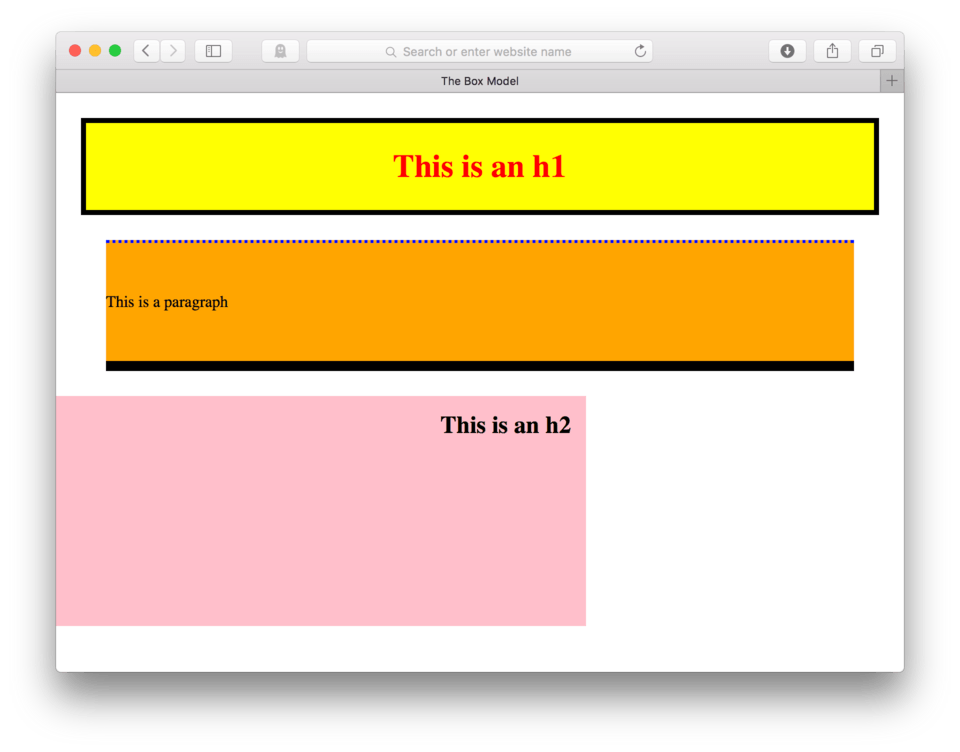 Search or enter website name
The Box Model
This is an h1
This is a paragraph
This is an h2